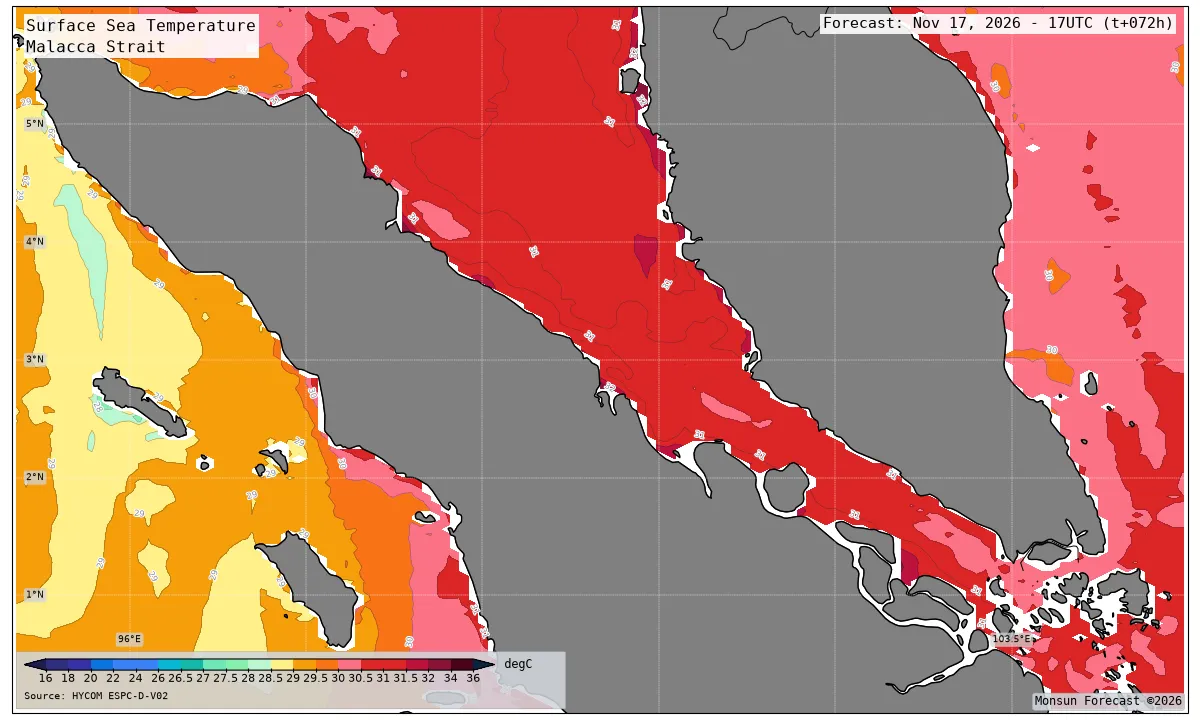 Surface Sea Temperature
Malacca Strait
Forecast: Nov 17, 2026 - 17UTC (t+072h)
5°N
4°N
3°N
2°N
1°N
96°E
103.5°E
degC
16 18 20 22 24 26 26.5 27 27.5 28 28.5 29 29.5 30 30.5 31 31.5 32 34 36
Source: HYCOM ESPC-D-V02
Monsun Forecast ©2026